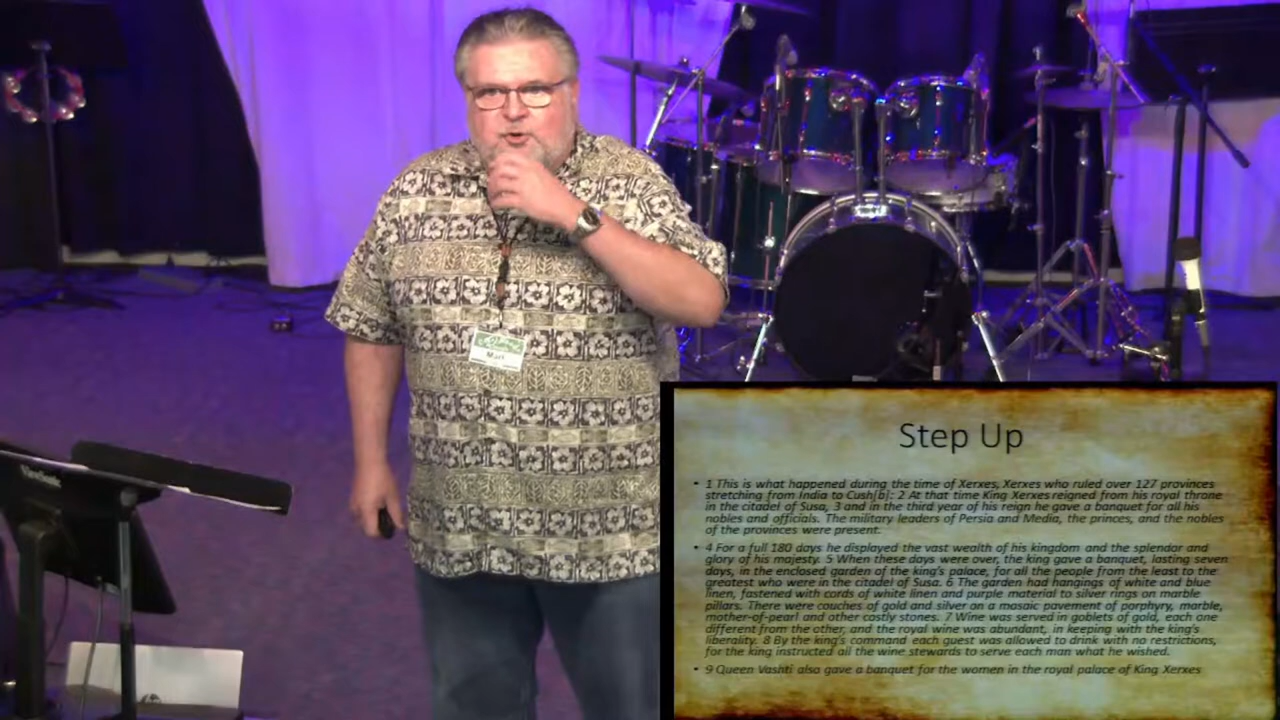 ViewSonic
Step Up
• 1 This is what happened during the time of Xerxes, Xerxes who ruled over 127 provinces
stretching from India to Cush[b]: 2 At that time King Xerxes reigned from his royal throne
in the citadel of Susa, 3 and in the third year of his reign he gave a banquet for all his
nobles and officials. The military leaders of Persia and Media, the princes, and the nobles
of the provinces were present.
• 4 For a full 180 days he displayed the vast wealth of his kingdom and the splendor and
glory of his majesty. 5 When these days were over, the king gave a banquet, lasting seven
days, in the enclosed garden of the king's palace, for all the people from the least to the
greatest who were in the citadel of Susa. 6 The garden had hangings of white and blue
linen, fastened with cords of white linen and purple material to silver rings on marble
pillars. There were couches of gold and silver on a mosaic pavement of porphyry, marble,
mother-of-pearl and other costly stones. 7 Wine was served in goblets of gold, each one
different from the other, and the royal wine was abundant, in keeping with the king's
liberality. 8 By the king's command each guest was allowed to drink with no restrictions,
for the king instructed all the wine stewards to serve each man what he wished.
• 9 Queen Vashti also gave a banquet for the women in the royal palace of King Xerxes